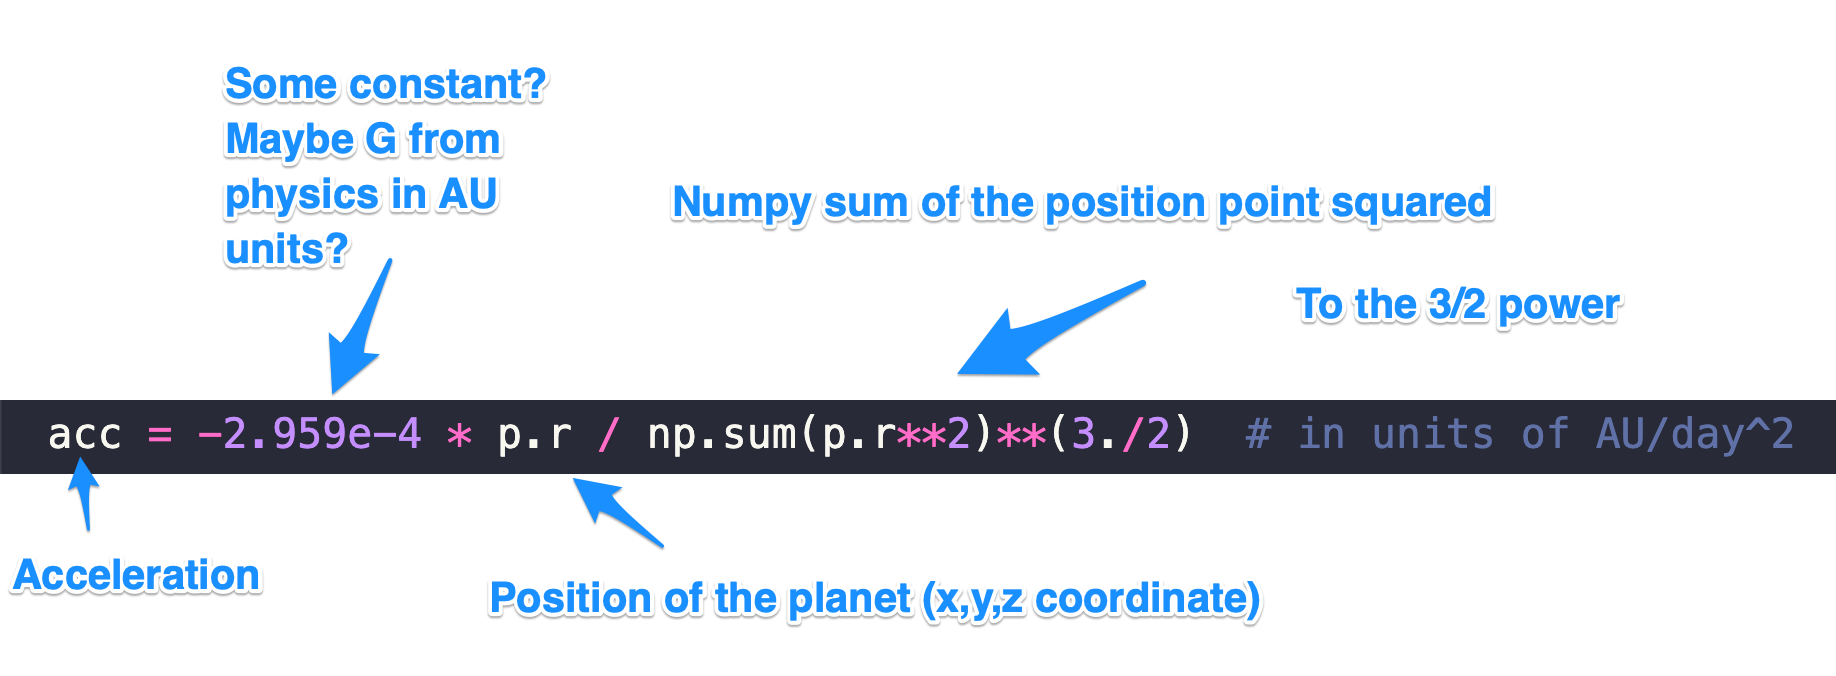 Some constant?
Maybe G from
physics in AU
units?
Numpy sum of the position point squared
To the 3/2 power
acc = -2.959e-4 * p.r / np.sum(p.r**2)**(3./2)  # in units of AU/day^2
Acceleration
Position of the planet (x,y,z coordinate)